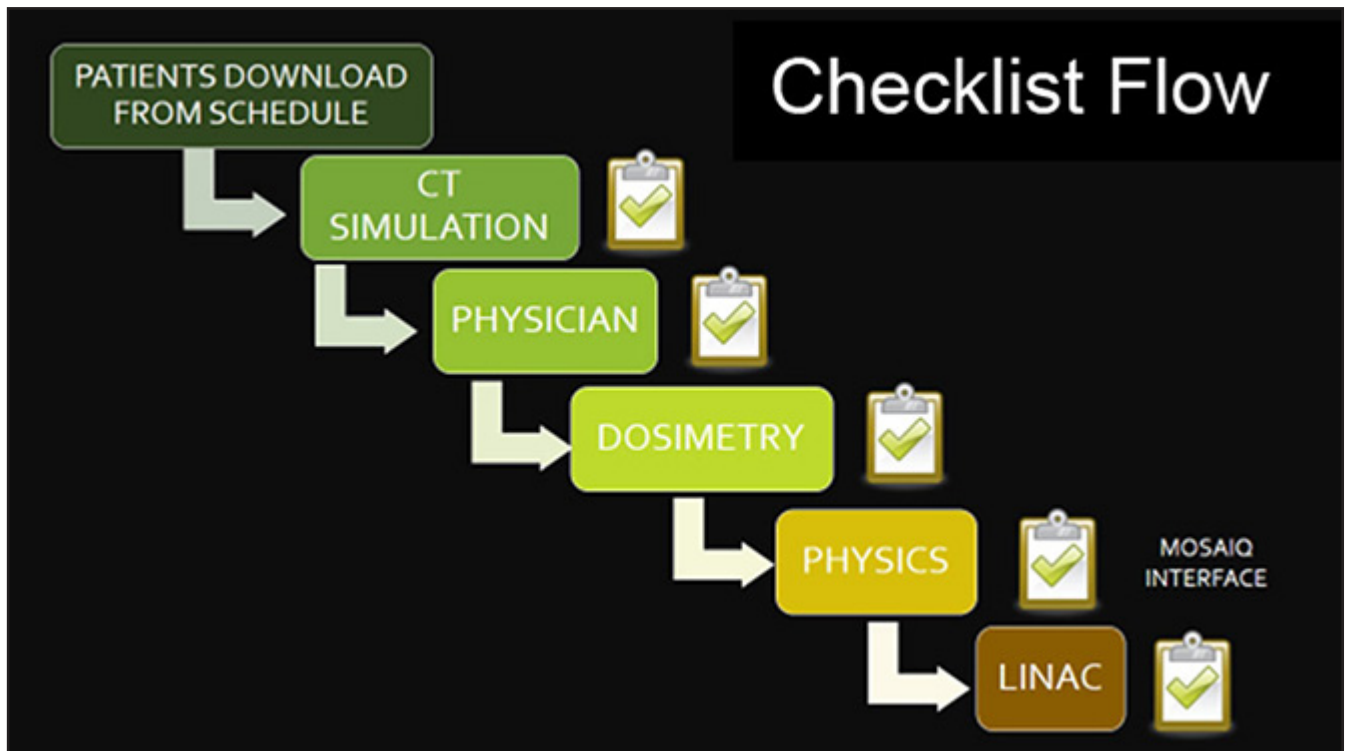 Checklist Flow
PATIENTS DOWNLOAD
FROM SCHEDULE
CT
SIMULATION
PHYSICIAN
DOSIMETRY
PHYSICS
MOSAIQ
INTERFACE
LINAC